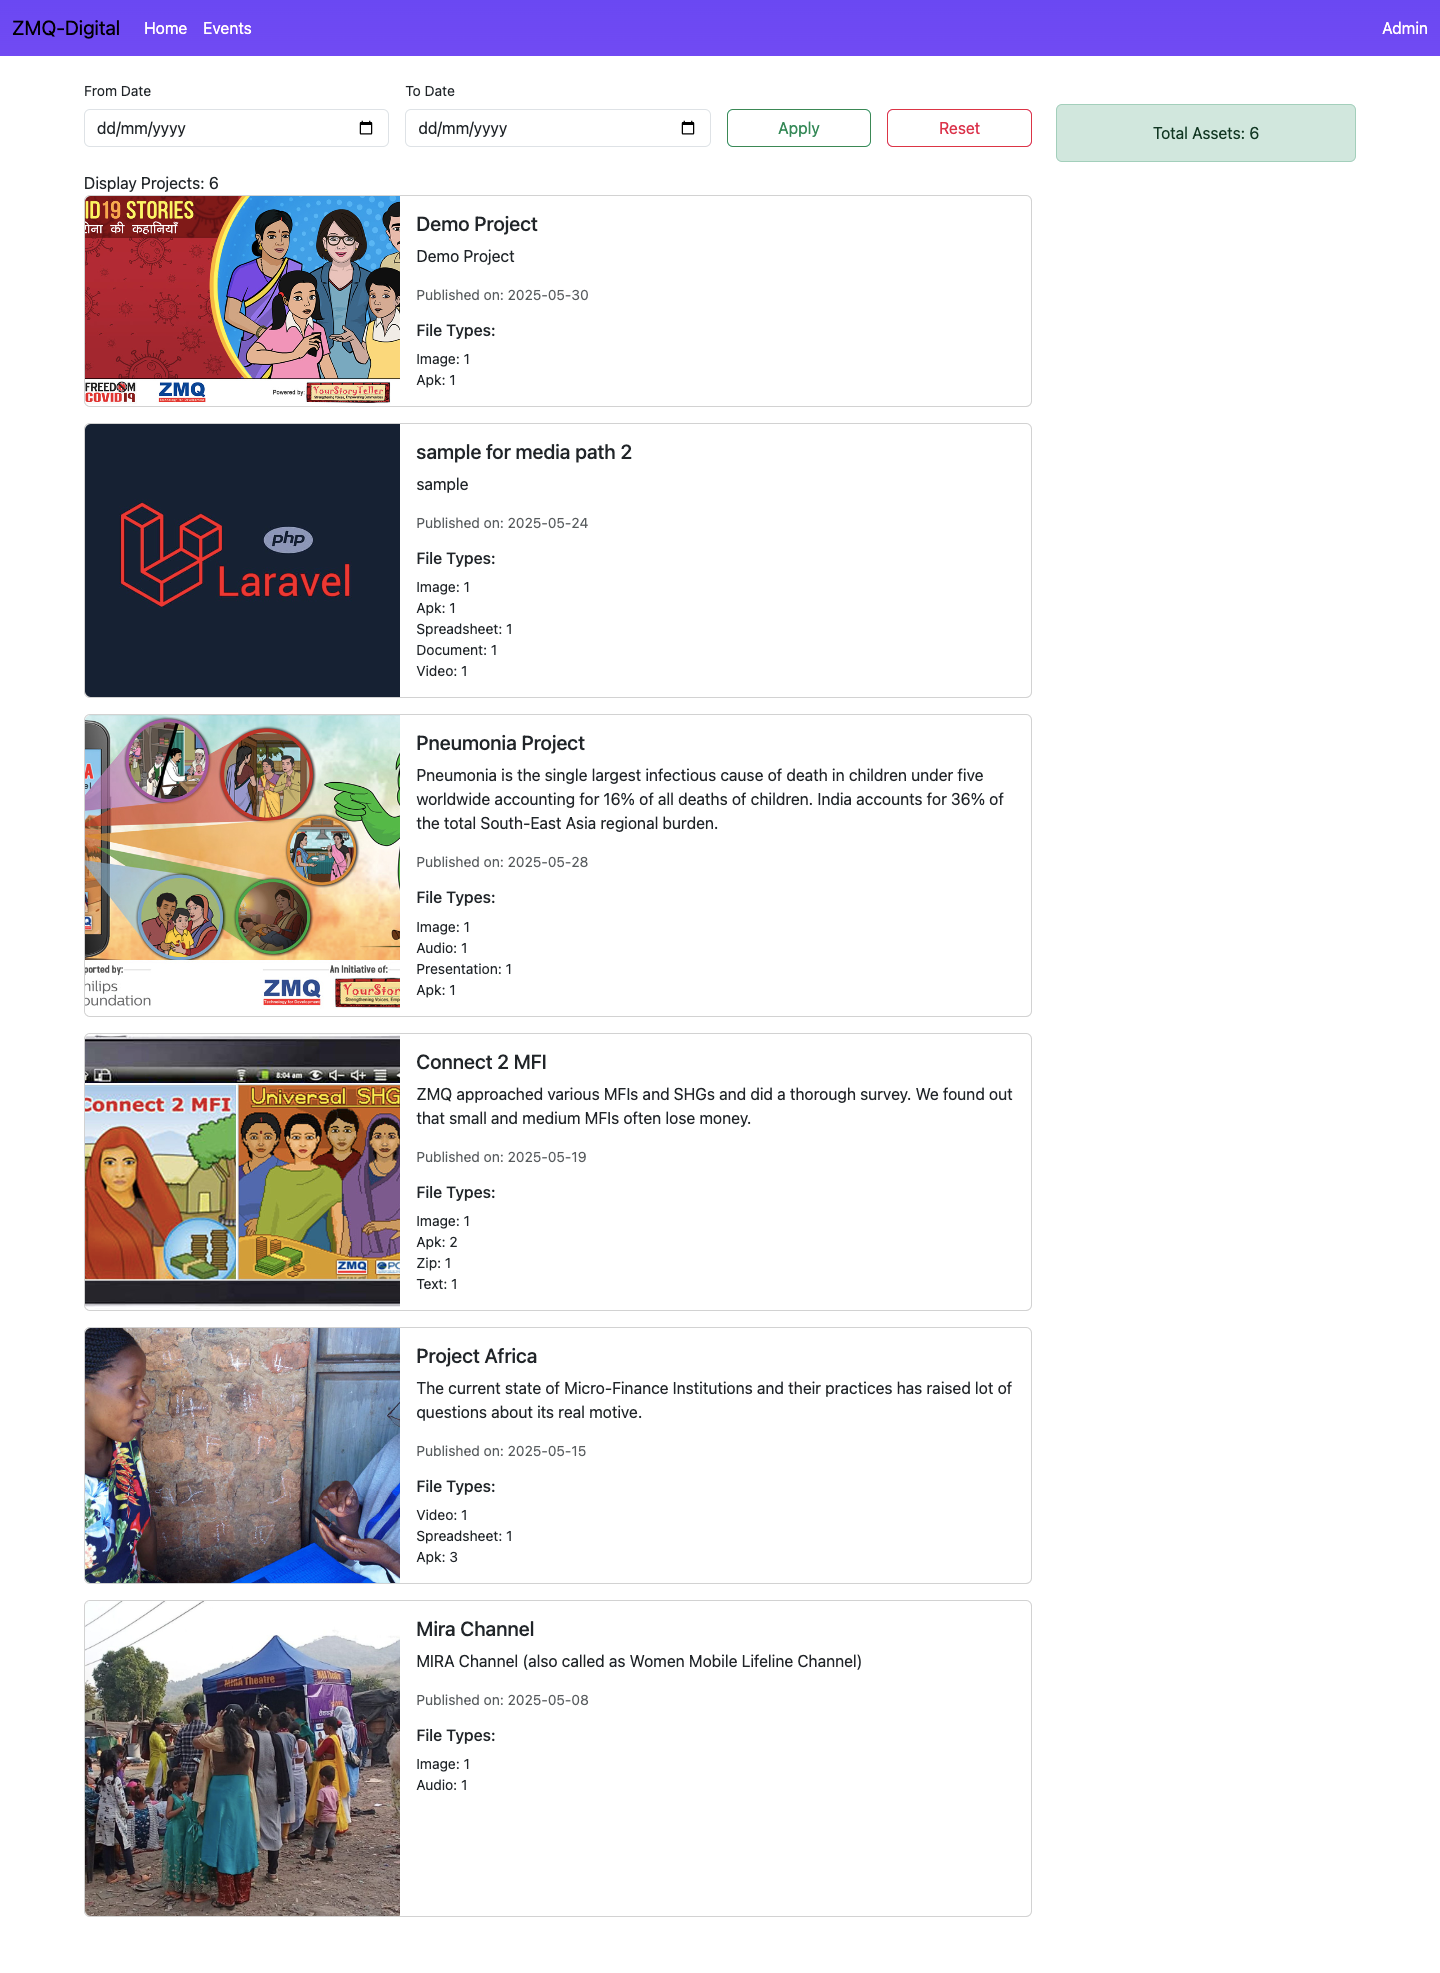 ZMQ-Digital Home Events Admin
From Date To Date
dd/mm/yyyy dd/mm/yyyy Apply Reset Total Assets: 6
Display Projects: 6
ID19 STORIES
की कहानियाँ
FREEDOM
COVID19
ZMQ
Powered by:
YourStoryTeller
Demo Project
Demo Project
Published on: 2025-05-30
File Types:
Image: 1
Apk: 1
php
Laravel
sample for media path 2
sample
Published on: 2025-05-24
File Types:
Image: 1
Apk: 1
Spreadsheet: 1
Document: 1
Video: 1
ported by:
hilips
oundation
An Initiative of:
ZMQ
Technology for Development
YourStor
Pneumonia Project
Pneumonia is the single largest infectious cause of death in children under five
worldwide accounting for 16% of all deaths of children. India accounts for 36% of
the total South-East Asia regional burden.
Published on: 2025-05-28
File Types:
Image: 1
Audio: 1
Presentation: 1
Apk: 1
8:04 am
Connect 2 MFI
Universal SHG
ZMQ
Connect 2 MFI
ZMQ approached various MFIs and SHGs and did a thorough survey. We found out
that small and medium MFIs often lose money.
Published on: 2025-05-19
File Types:
Image: 1
Apk: 2
Zip: 1
Text: 1
Project Africa
The current state of Micro-Finance Institutions and their practices has raised lot of
questions about its real motive.
Published on: 2025-05-15
File Types:
Video: 1
Spreadsheet: 1
Apk: 3
MIRA Theatre
Mira Channel
MIRA Channel (also called as Women Mobile Lifeline Channel)
Published on: 2025-05-08
File Types:
Image: 1
Audio: 1